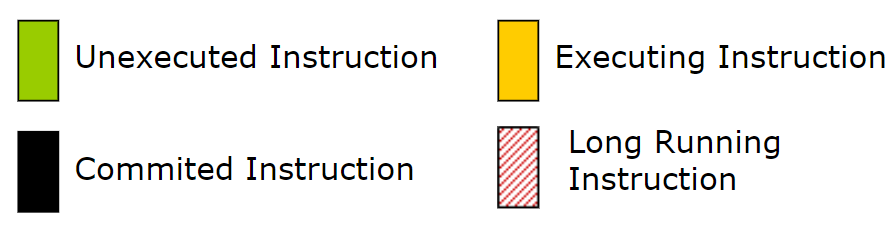 Unexecuted Instruction
Executing Instruction
Commited Instruction
Long Running
Instruction